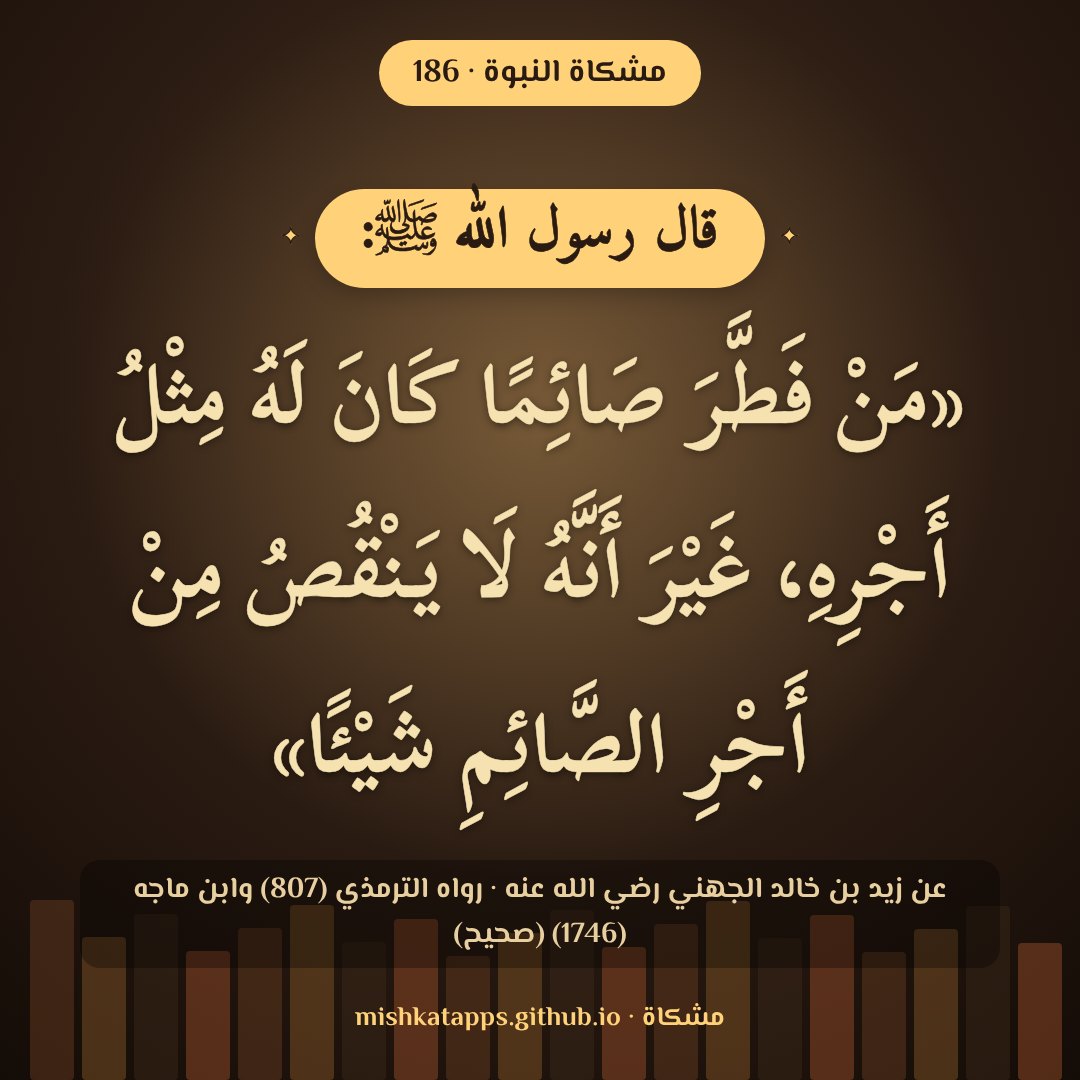 مشكاة النبوة · 186
قال رسول الله ﷺ:
«مَنْ فَطَّرَ صَائِمًا كَانَ لَهُ مِثْلُ
أَجْرِهِ، غَيْرَ أَنَّهُ لَا يَنْقُصُ مِنْ
أَجْرِ الصَّائِمِ شَيْئًا»
عن زيد بن خالد الجهني رضي الله عنه · رواه الترمذي (807) وابن ماجه
(1746) (صحيح)
مشكاة · mishkatapps.github.io